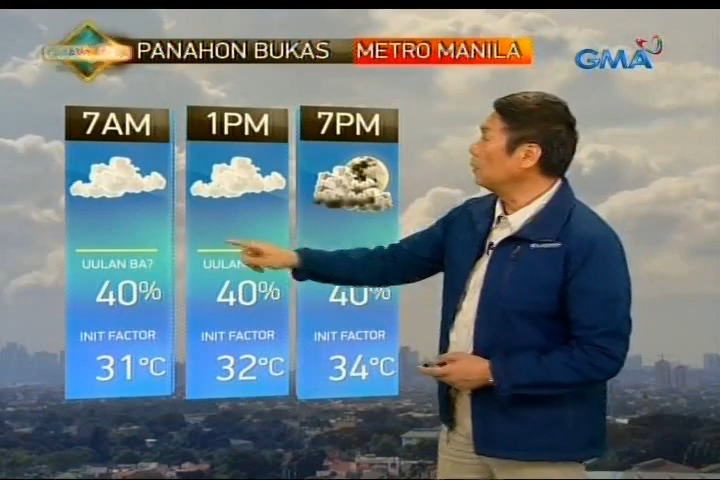 PANAHON BUKAS METRO MANILA
GMA
7AM 1PM 7PM
UULAN BA? UULAN
40% 40% 40%
INIT FACTOR INIT FACTOR INIT FACTOR
31°C 32°C 34°C